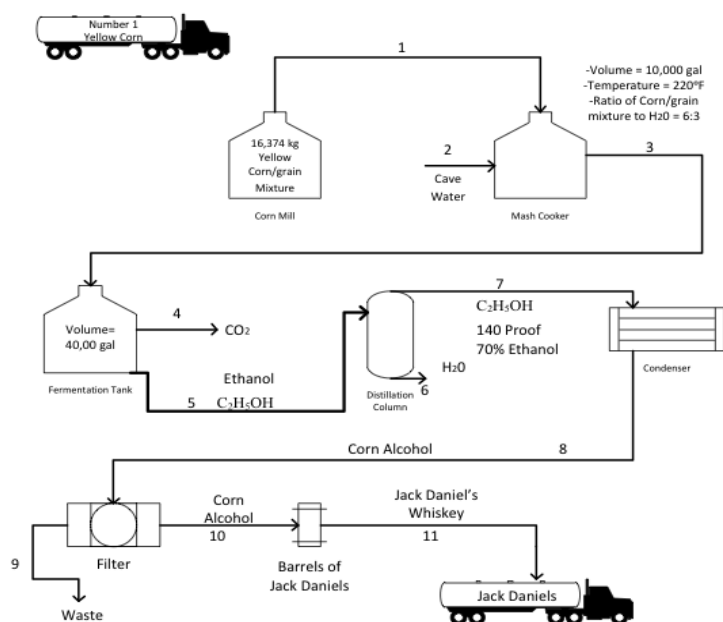 Number 1
Yellow Corn
1
-Volume = 10,000 gal
-Temperature = 220°F
-Ratio of Corn/grain
mixture to H20 = 6:3
16,374 kg
Yellow
Corn/grain
Mixture
Corn Mill
2
Cave
Water
Mash Cooker
3
Volume=
40,00 gal
Fermentation Tank
4
CO₂
Ethanol
5
C₂H₅OH
7
C₂H₅OH
140 Proof
70% Ethanol
H₂0
6
Distillation
Column
Condenser
Corn Alcohol
8
9
Filter
Waste
Corn
Alcohol
10
Barrels of
Jack Daniels
Jack Daniel's
Whiskey
11
Jack Daniels